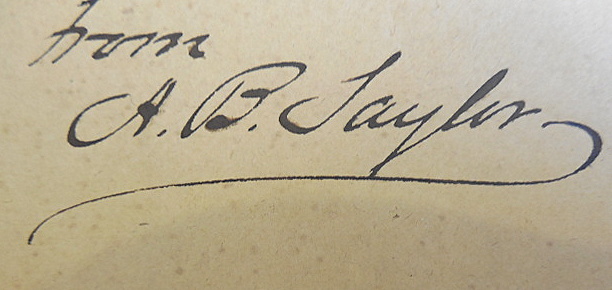 from
A. B. Taylor